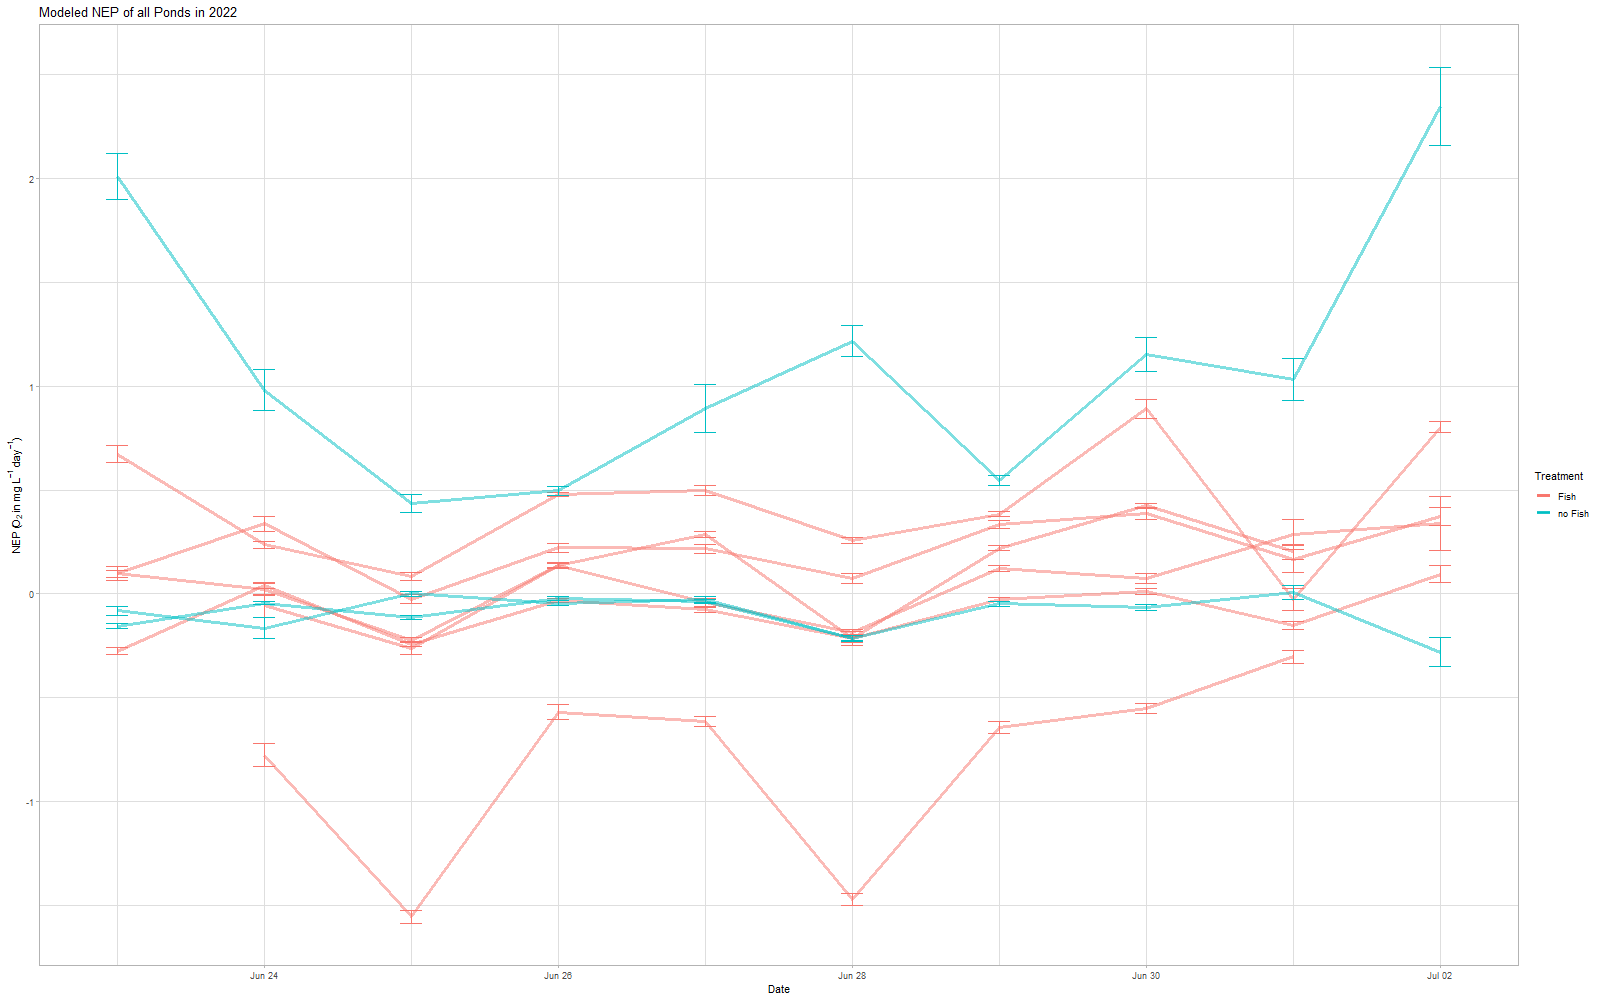 Modeled NEP of all Ponds in 2022
NEP O₂ in mg L⁻¹ day⁻¹)
2
1
0
-1
Jun 24
Jun 26
Jun 28
Jun 30
Jul 02
Date
Treatment
Fish
no Fish